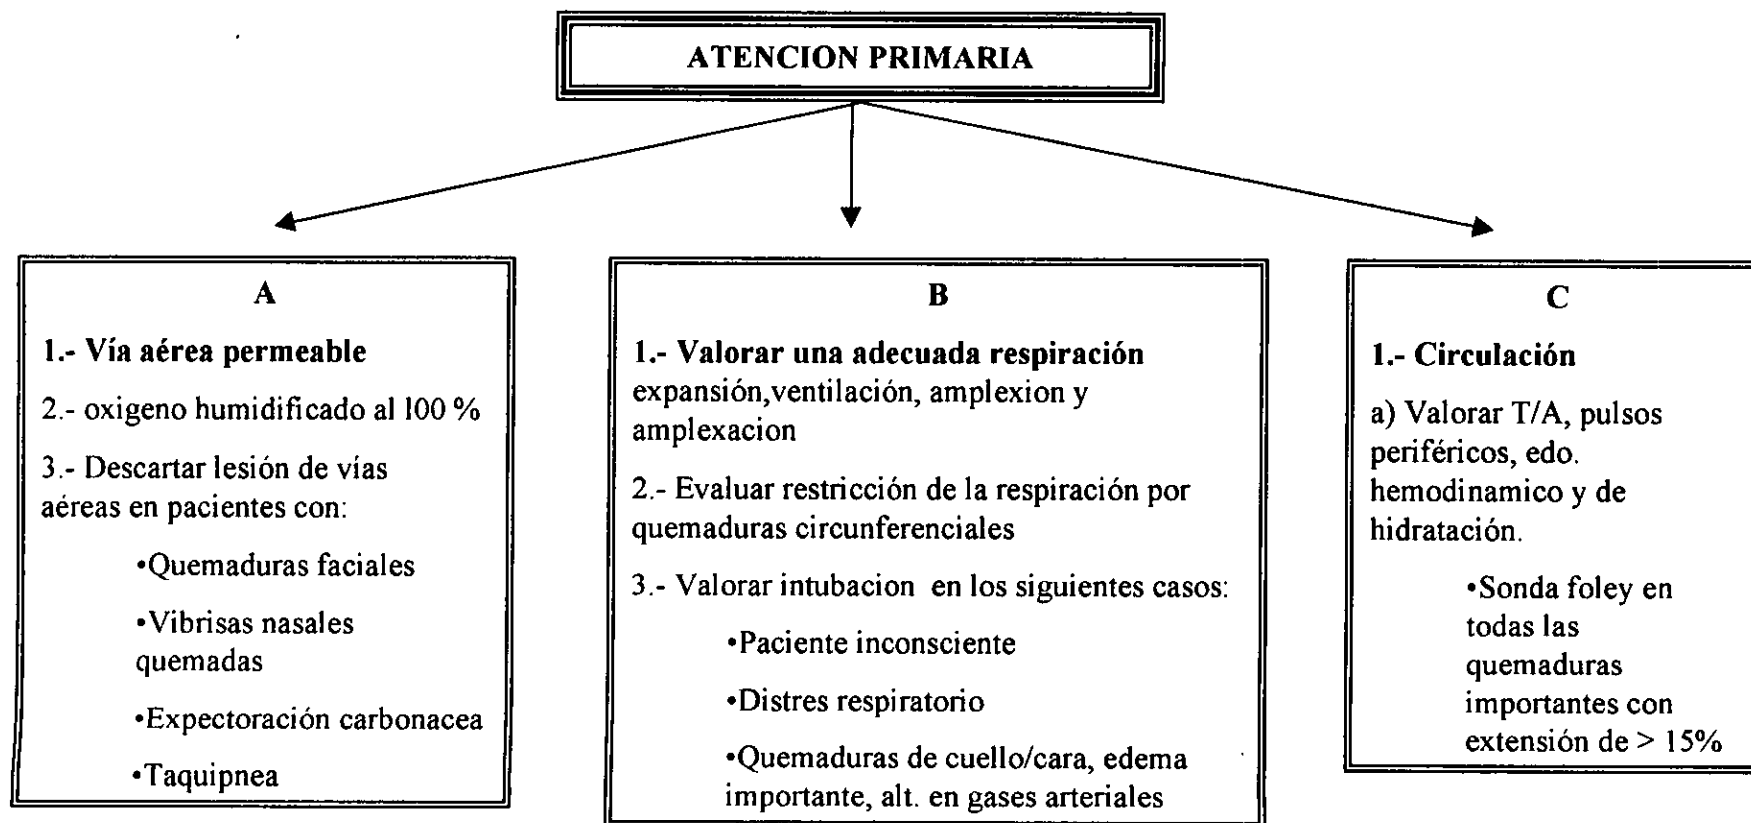 ATENCION PRIMARIA
A
1.- Vía aérea permeable
2.- oxigeno humidificado al 100 %
3.- Descartar lesión de vías
aéreas en pacientes con:
•Quemaduras faciales
•Vibrisas nasales
quemadas
•Expectoración carbonacea
•Taquipnea
B
1.- Valorar una adecuada respiración
expansión,ventilación, amplexion y
amplexacion
2.- Evaluar restricción de la respiración por
quemaduras circunferenciales
3.- Valorar intubacion en los siguientes casos:
•Paciente inconsciente
•Distres respiratorio
•Quemaduras de cuello/cara, edema
importante, alt. en gases arteriales
C
1.- Circulación
a) Valorar T/A, pulsos
periféricos, edo.
hemodinamico y de
hidratación.
•Sonda foley en
todas las
quemaduras
importantes con
extensión de > 15%